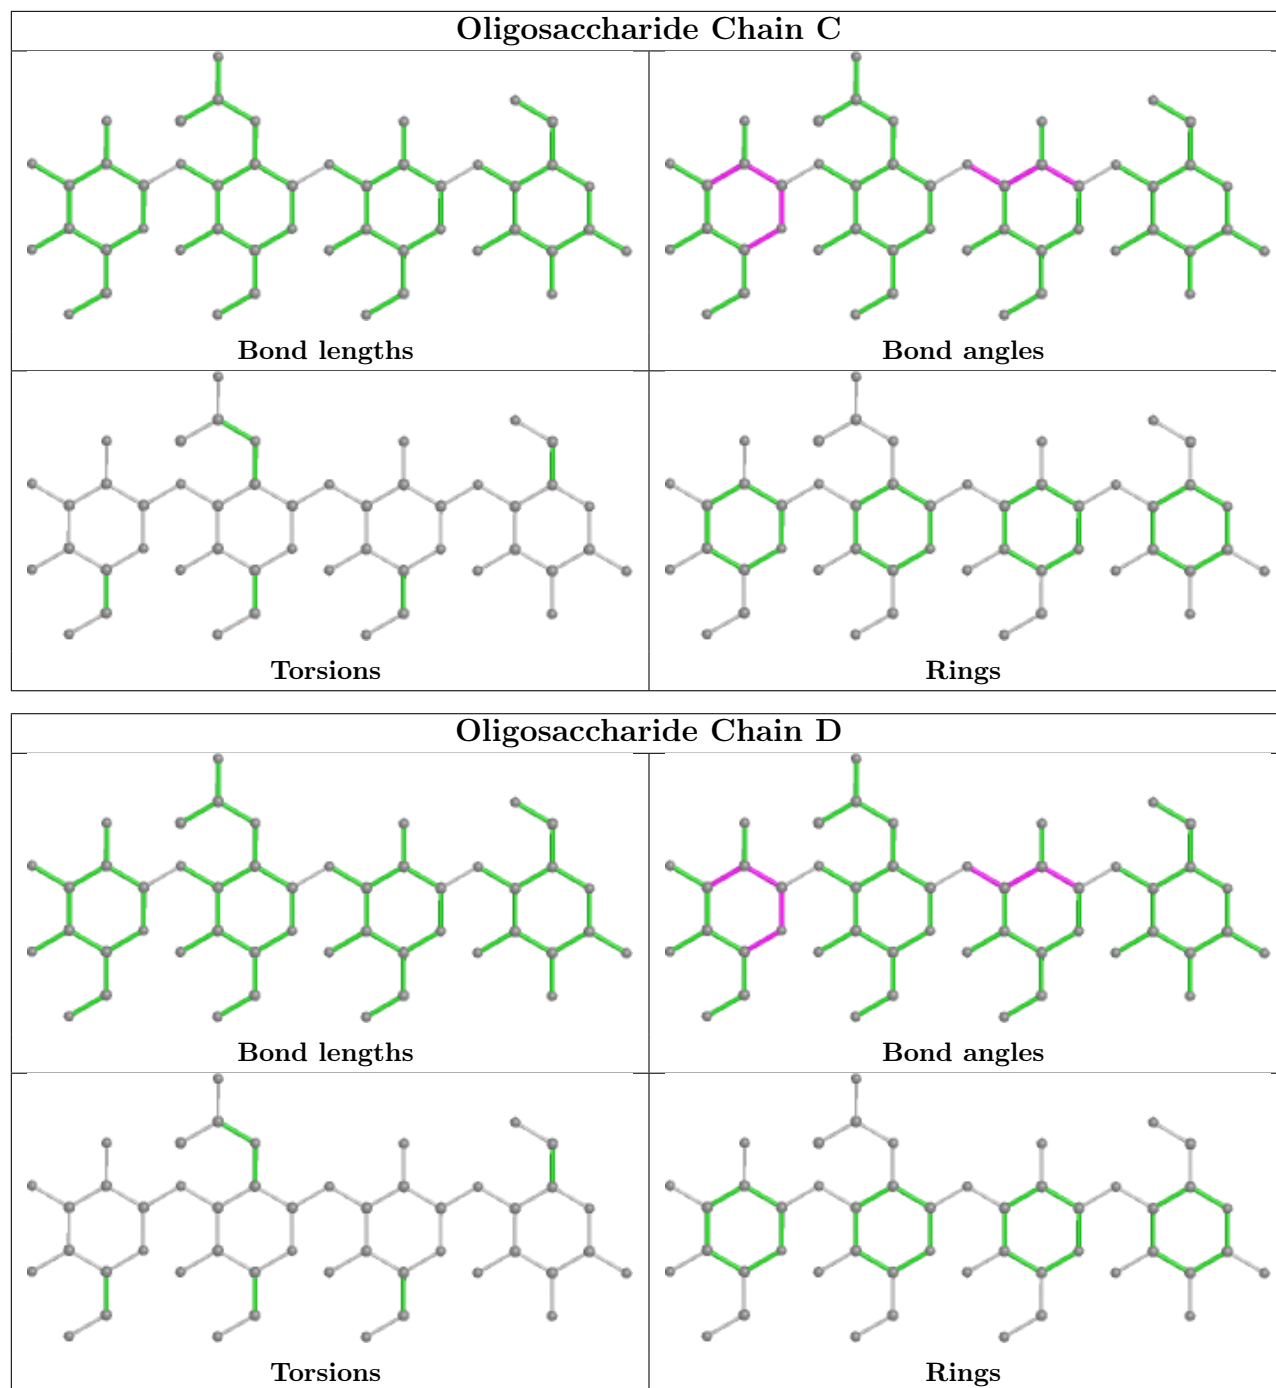 Oligosaccharide Chain C
Bond lengths
Bond angles
Torsions
Rings
Oligosaccharide Chain D
Bond lengths
Bond angles
Torsions
Rings